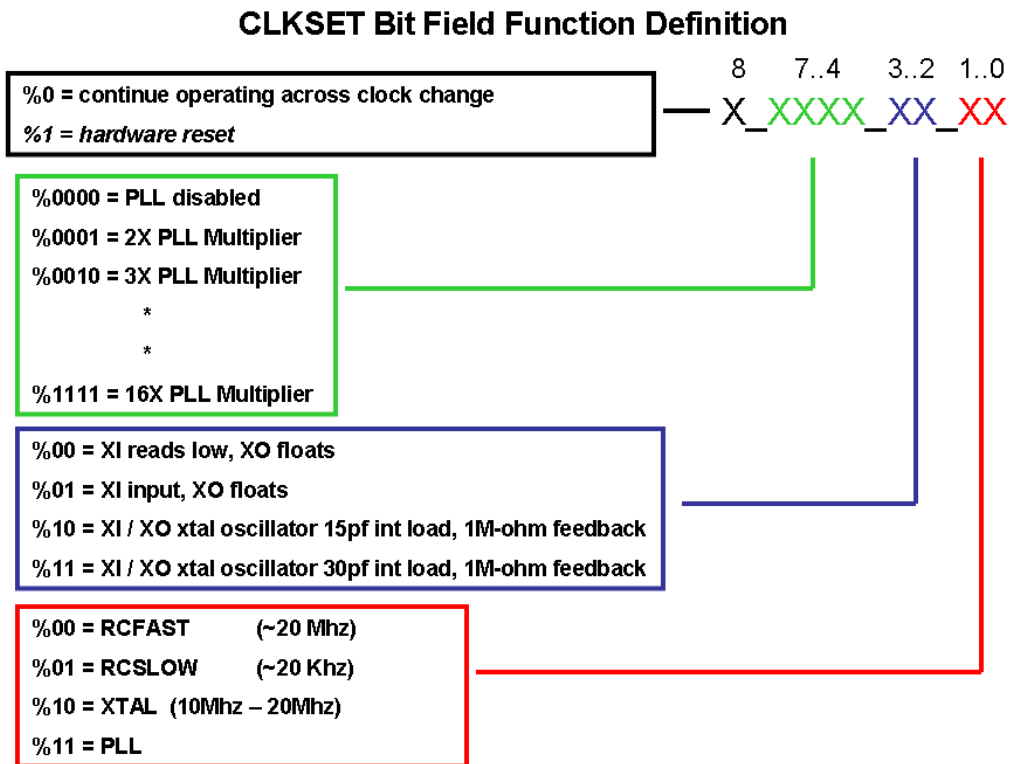 CLKSET Bit Field Function Definition
8 7..4 3..2 1..0
%0 = continue operating across clock change
%1 = hardware reset
X_XXXX_XX_XX
%0000 = PLL disabled
%0001 = 2X PLL Multiplier
%0010 = 3X PLL Multiplier
*
*
%1111 = 16X PLL Multiplier
%00 = XI reads low, XO floats
%01 = XI input, XO floats
%10 = XI / XO xtal oscillator 15pf int load, 1M-ohm feedback
%11 = XI / XO xtal oscillator 30pf int load, 1M-ohm feedback
%00 = RCFAST (~20 Mhz)
%01 = RCSLOW (~20 Khz)
%10 = XTAL (10Mhz – 20Mhz)
%11 = PLL